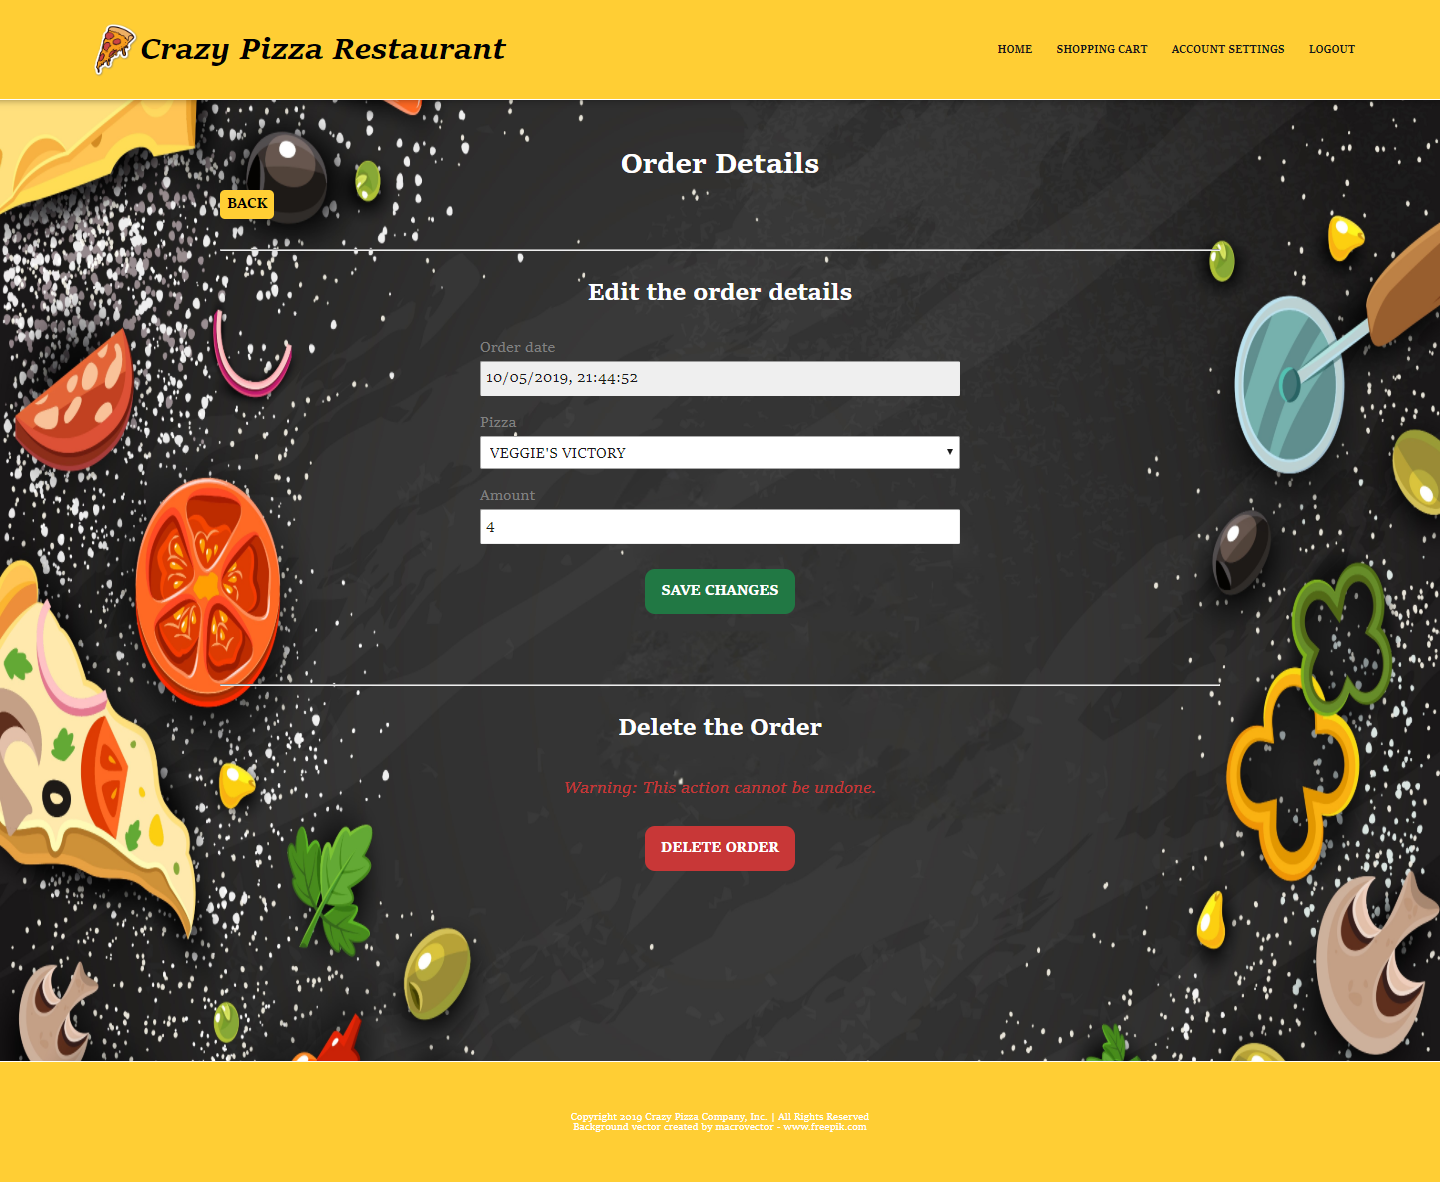 Crazy Pizza Restaurant
HOME SHOPPING CART ACCOUNT SETTINGS LOGOUT
Order Details
BACK
Edit the order details
Order date
10/05/2019, 21:44:52
Pizza
VEGGIE'S VICTORY
Amount
4
SAVE CHANGES
Delete the Order
Warning: This action cannot be undone.
DELETE ORDER
Copyright 2019 Crazy Pizza Company, Inc. | All Rights Reserved
Background vector created by macrovector - www.freepik.com